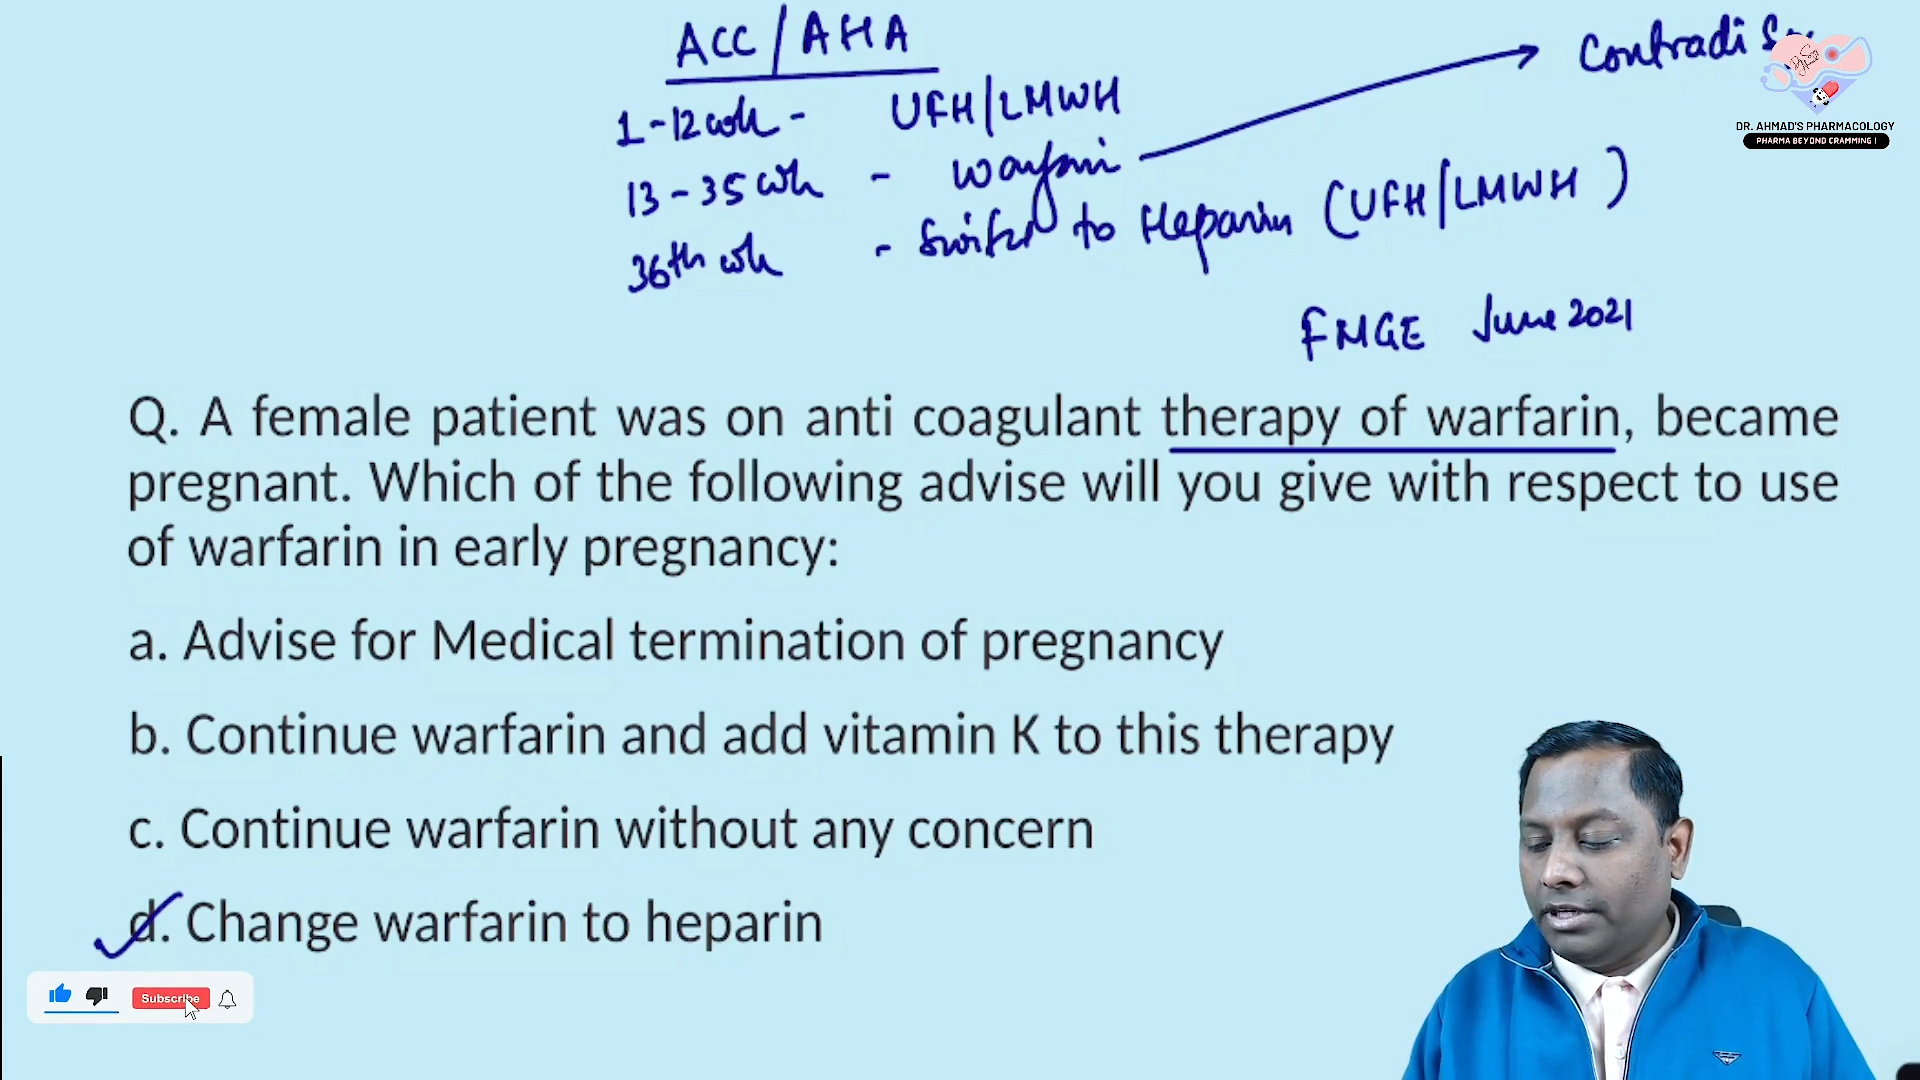 ACC/AHA
1-12 wk - UFH/LMWH
13-35 wk - warfarin
36th wk - Switch to Heparin (UFH/LMWH)
DR. AHMAD'S PHARMACOLOGY
PHARMA BEYOND CRAMMING !
FMGE June 2021
Q. A female patient was on anti coagulant therapy of warfarin, became
pregnant. Which of the following advise will you give with respect to use
of warfarin in early pregnancy:
a. Advise for Medical termination of pregnancy
b. Continue warfarin and add vitamin K to this therapy
c. Continue warfarin without any concern
d. Change warfarin to heparin
Subscribe